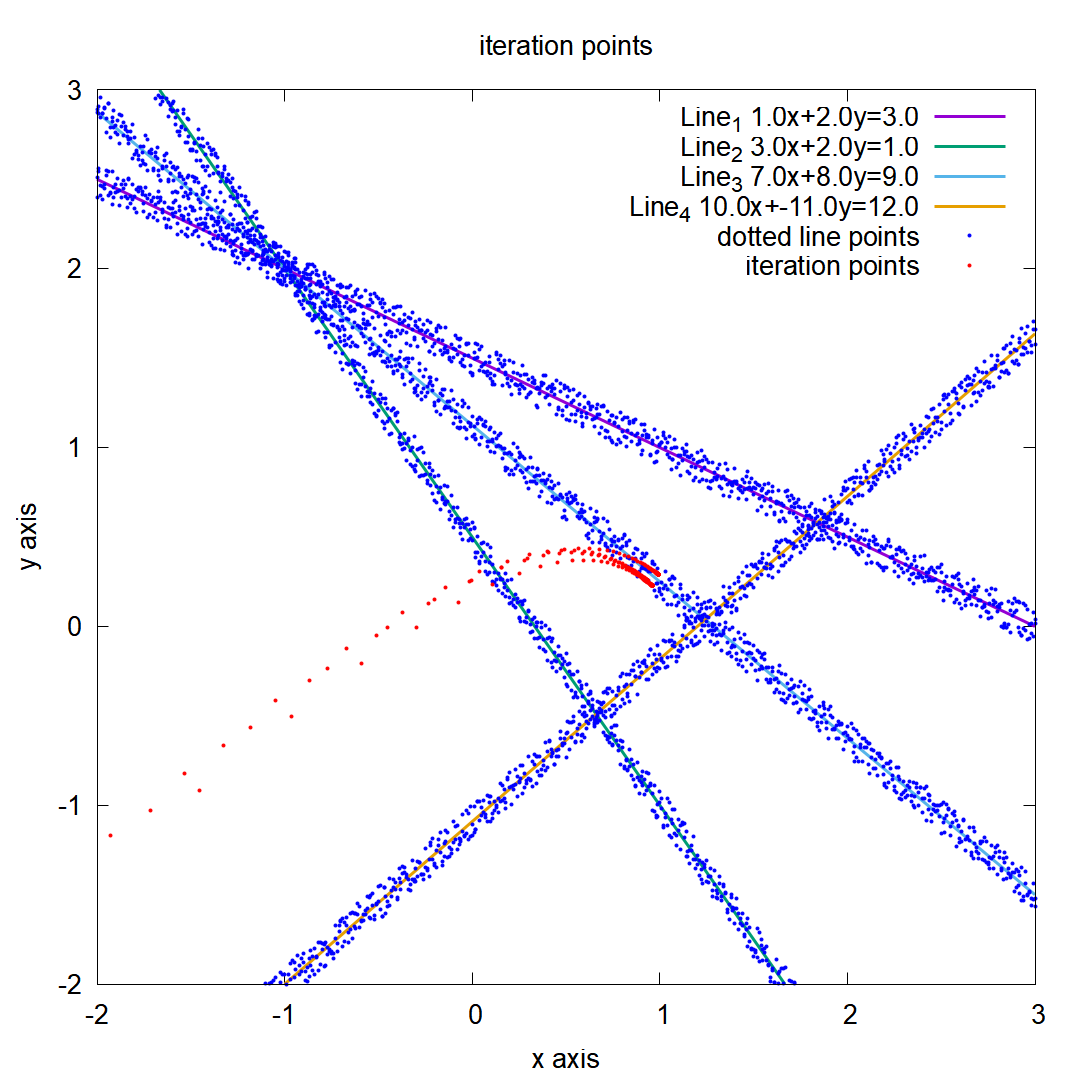 iteration points
Line1 1.0x+2.0y=3.0
Line2 3.0x+2.0y=1.0
Line3 7.0x+8.0y=9.0
Line4 10.0x+-11.0y=12.0
dotted line points
iteration points
3
2
1
0
-1
-2
y axis
-2
-1
0
1
2
3
x axis